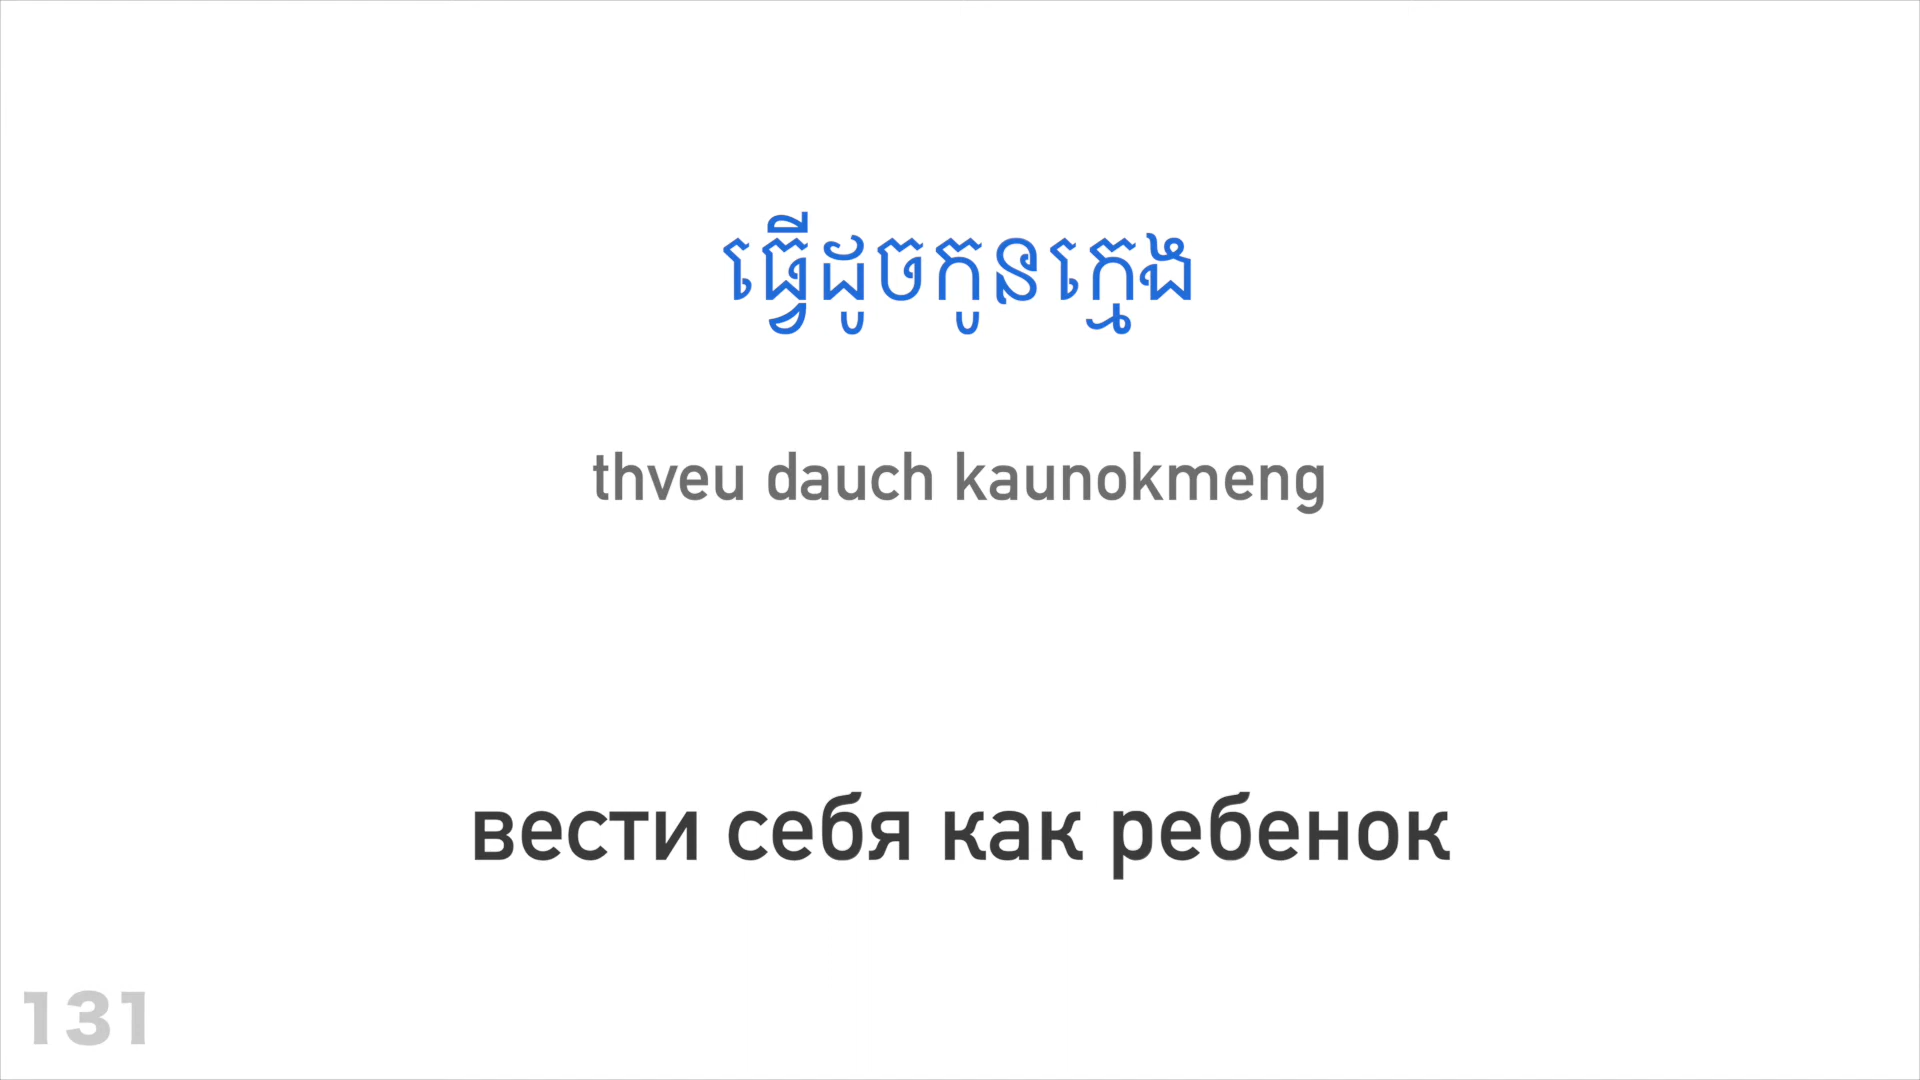 ធ្វើដូចកូនក្មេង
thveu dauch kaunokmeng
вести себя как ребенок
131